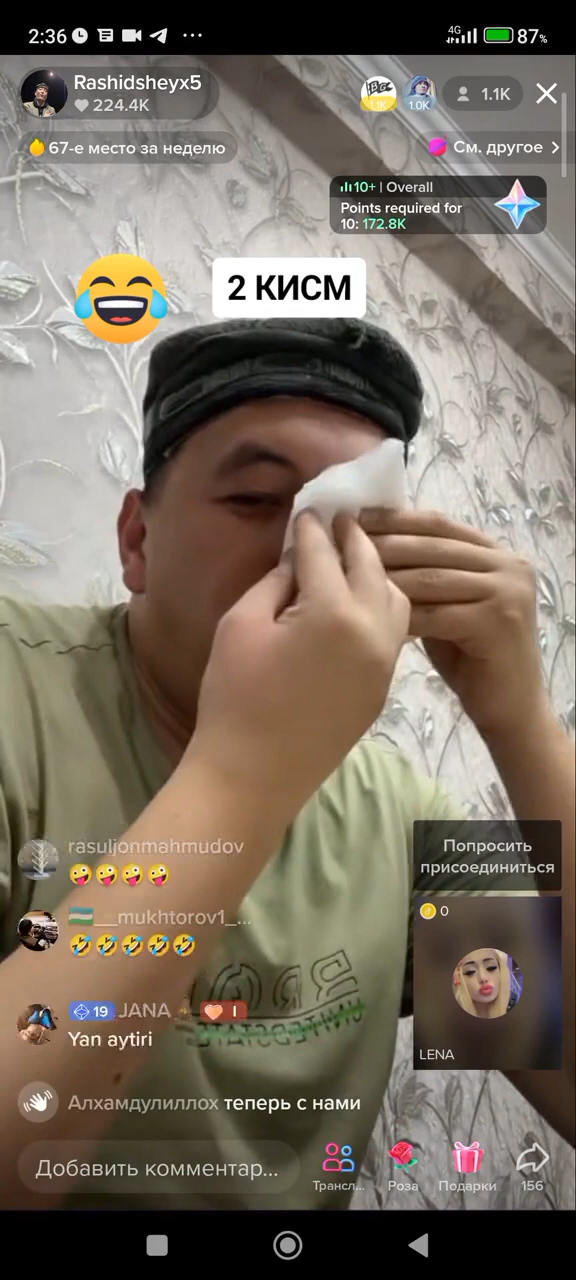 2:36
4G
87%
Rashidsheyx5
224.4K
1.1K
1.0K
1.1K
67-е место за неделю
См. другое
10+ | Overall
Points required for
10: 172.8K
2 КИСМ
rasuljonmahmudov
__mukhtorov1_...
19 JANA I
Yan aytiri
Алхамдулиллох теперь с нами
Попросить
присоединиться
0
LENA
Добавить комментар...
Трансл...
Роза
Подарки
156